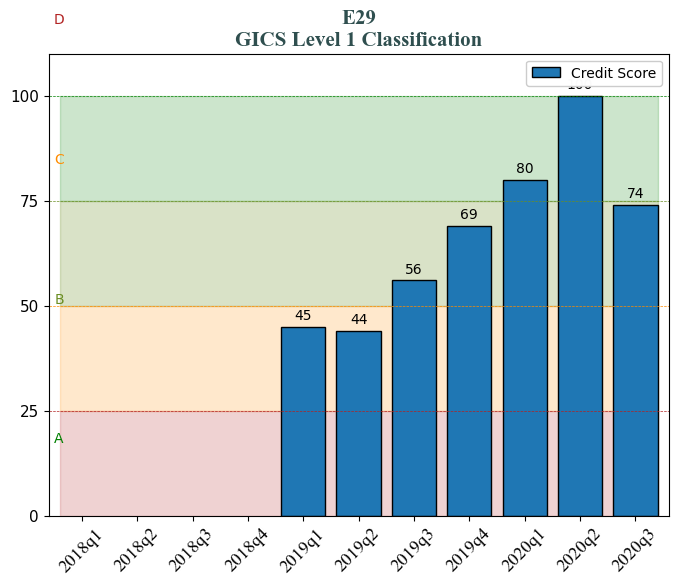 D
E29
GICS Level 1 Classification
Credit Score
100
75
50
25
0
C
B
A
45
44
56
69
80
100
74
2018q1
2018q2
2018q3
2018q4
2019q1
2019q2
2019q3
2019q4
2020q1
2020q2
2020q3